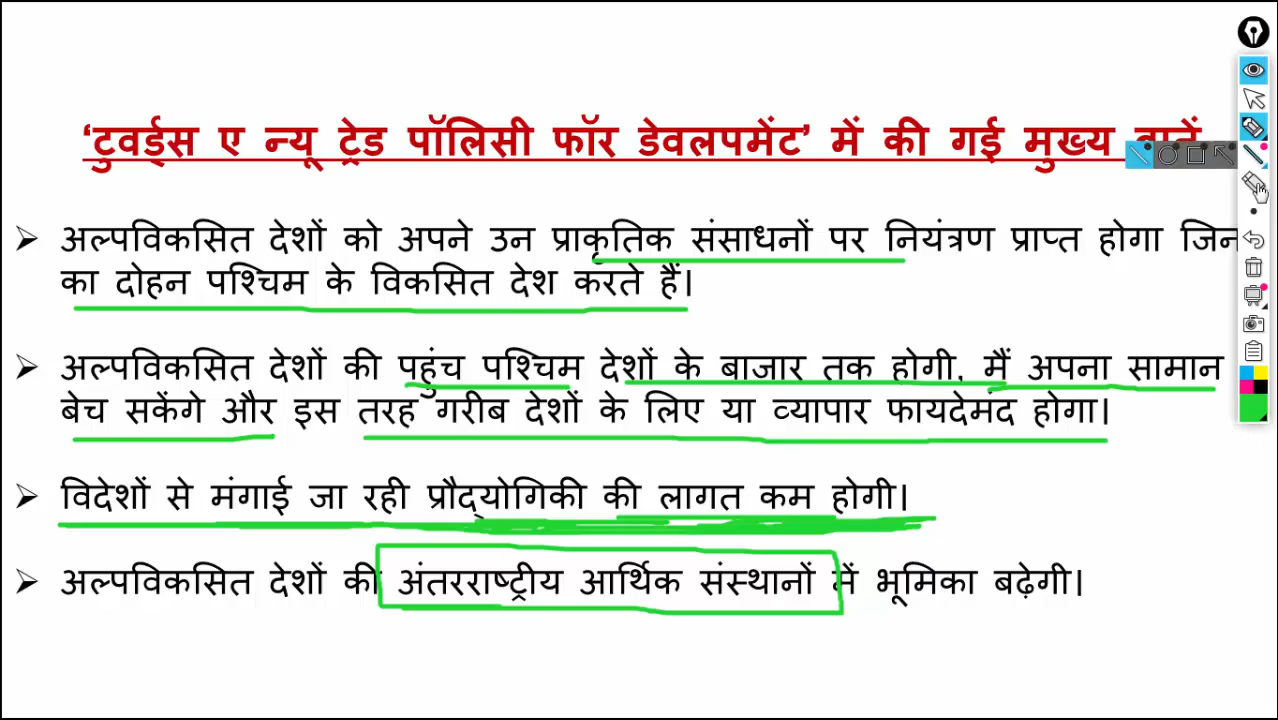 ‘टुवर्ड्स ए न्यू ट्रेड पॉलिसी फॉर डेवलपमेंट’ में की गई मुख्य
➢ अल्पविकसित देशों को अपने उन प्राकृतिक संसाधनों पर नियंत्रण प्राप्त होगा जिन
का दोहन पश्चिम के विकसित देश करते हैं।
➢ अल्पविकसित देशों की पहुंच पश्चिम देशों के बाजार तक होगी, मैं अपना सामान
बेच सकेंगे और इस तरह गरीब देशों के लिए या व्यापार फायदेमंद होगा।
➢ विदेशों से मंगाई जा रही प्रौद्योगिकी की लागत कम होगी।
➢ अल्पविकसित देशों की अंतरराष्ट्रीय आर्थिक संस्थानों में भूमिका बढ़ेगी।